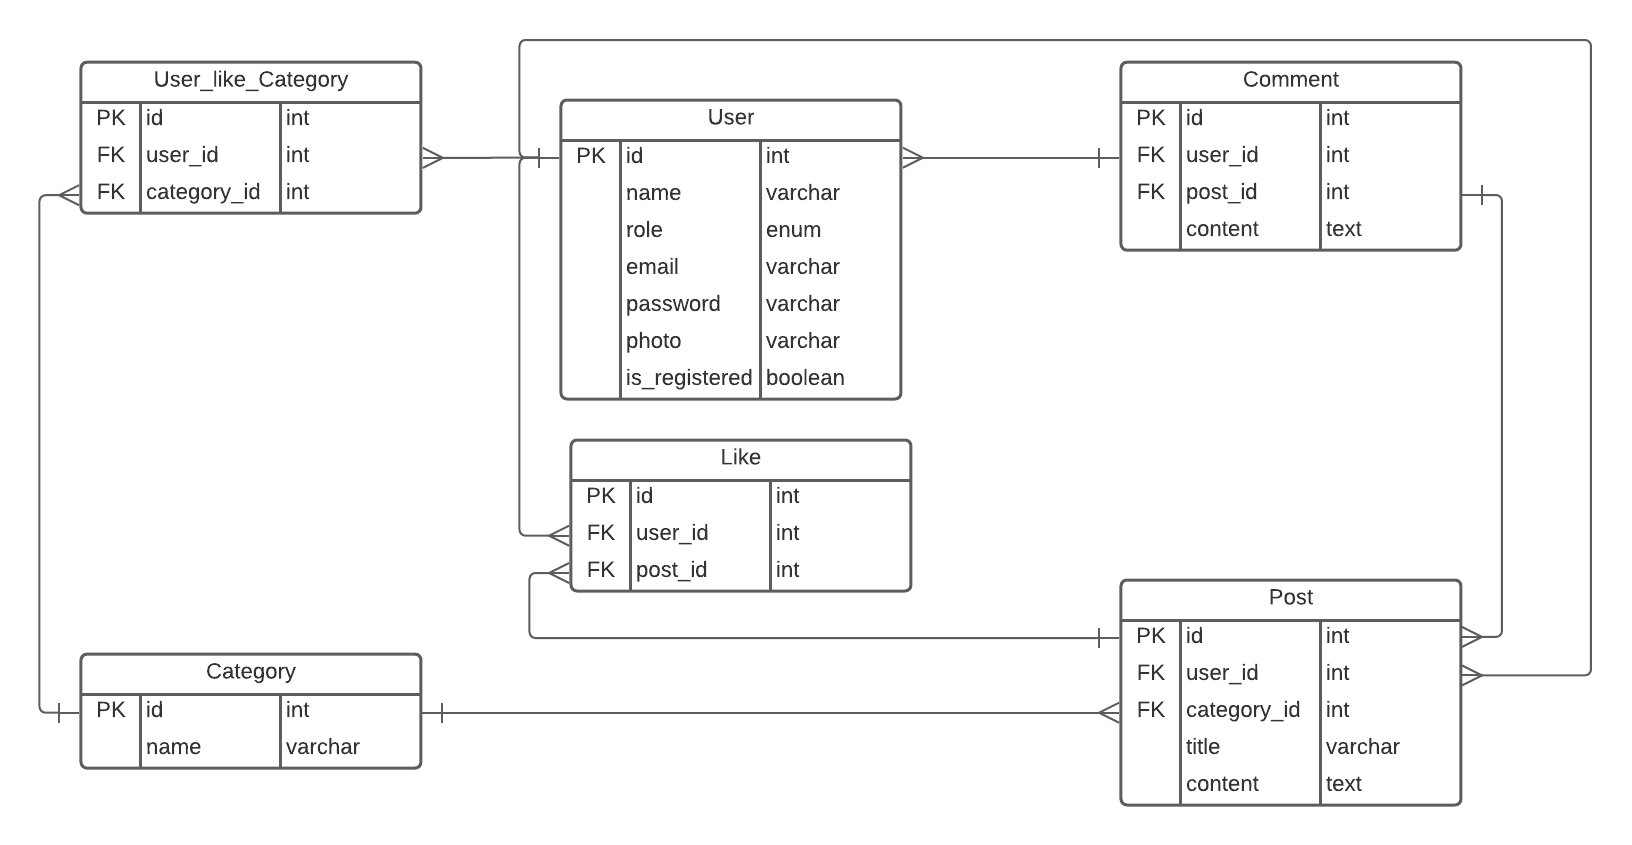 User_like_Category
PK id int
FK user_id int
FK category_id int
User
PK id int
name varchar
role enum
email varchar
password varchar
photo varchar
is_registered boolean
Comment
PK id int
FK user_id int
FK post_id int
content text
Like
PK id int
FK user_id int
FK post_id int
Category
PK id int
name varchar
Post
PK id int
FK user_id int
FK category_id int
title varchar
content text